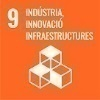 9 INDÚSTRIA,
INNOVACIÓ
INFRAESTRUCTURES